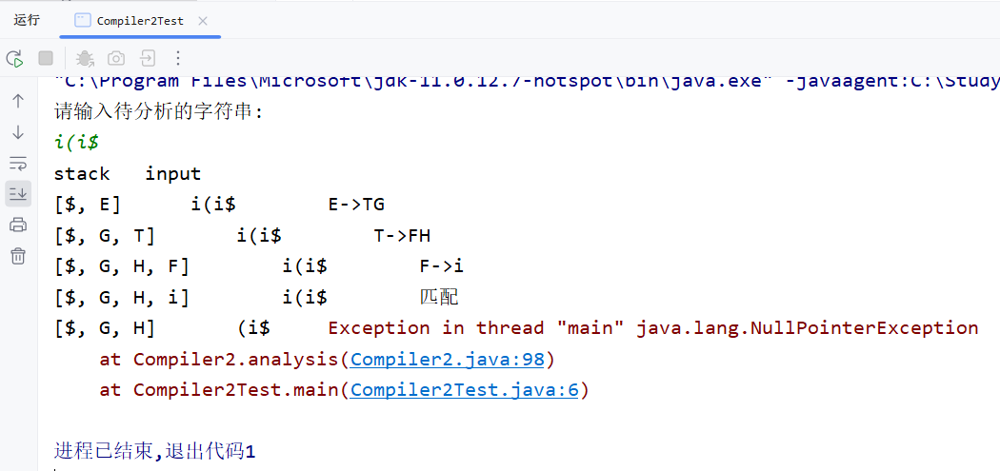 运行 Compiler2Test
"C:\Program Files\Microsoft\jdk-11.0.12.7-hotspot\bin\java.exe" -javaagent:C:\Study
请输入待分析的字符串:
i(i$
stack input
[$, E] i(i$ E->TG
[$, G, T] i(i$ T->FH
[$, G, H, F] i(i$ F->i
[$, G, H, i] i(i$ 匹配
[$, G, H] (i$ Exception in thread "main" java.lang.NullPointerException
at Compiler2.analysis(Compiler2.java:98)
at Compiler2Test.main(Compiler2Test.java:6)
进程已结束,退出代码1